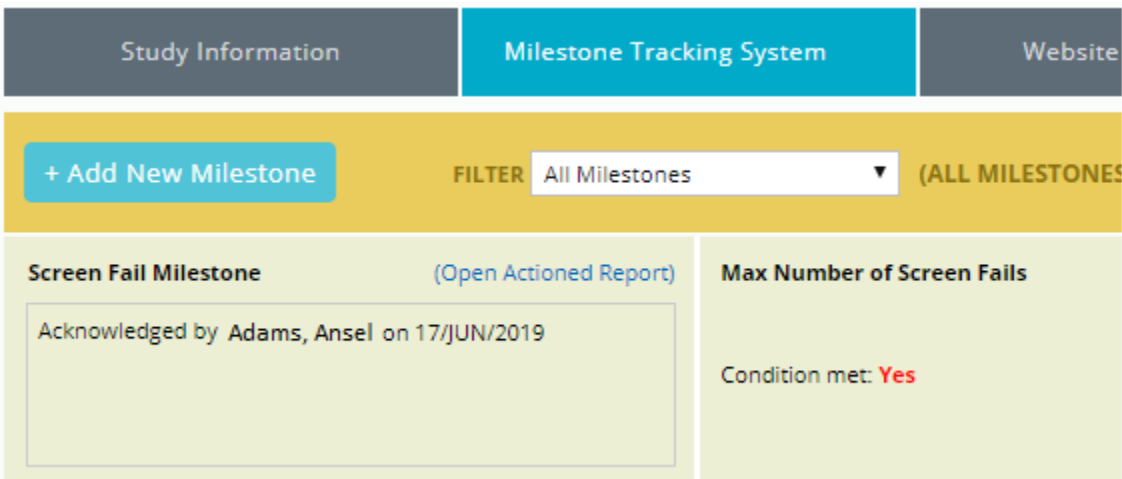 Study Information
Milestone Tracking System
Website
+ Add New Milestone
FILTER
All Milestones
(ALL MILESTONES
Screen Fail Milestone
(Open Actioned Report)
Acknowledged by Adams, Ansel on 17/JUN/2019
Max Number of Screen Fails
Condition met: Yes